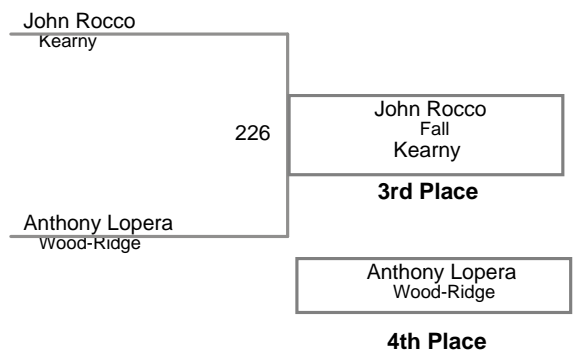 John Rocco
Kearny
226
John Rocco
Fall
Kearny
3rd Place
Anthony Lopera
Wood-Ridge
Anthony Lopera
Wood-Ridge
4th Place